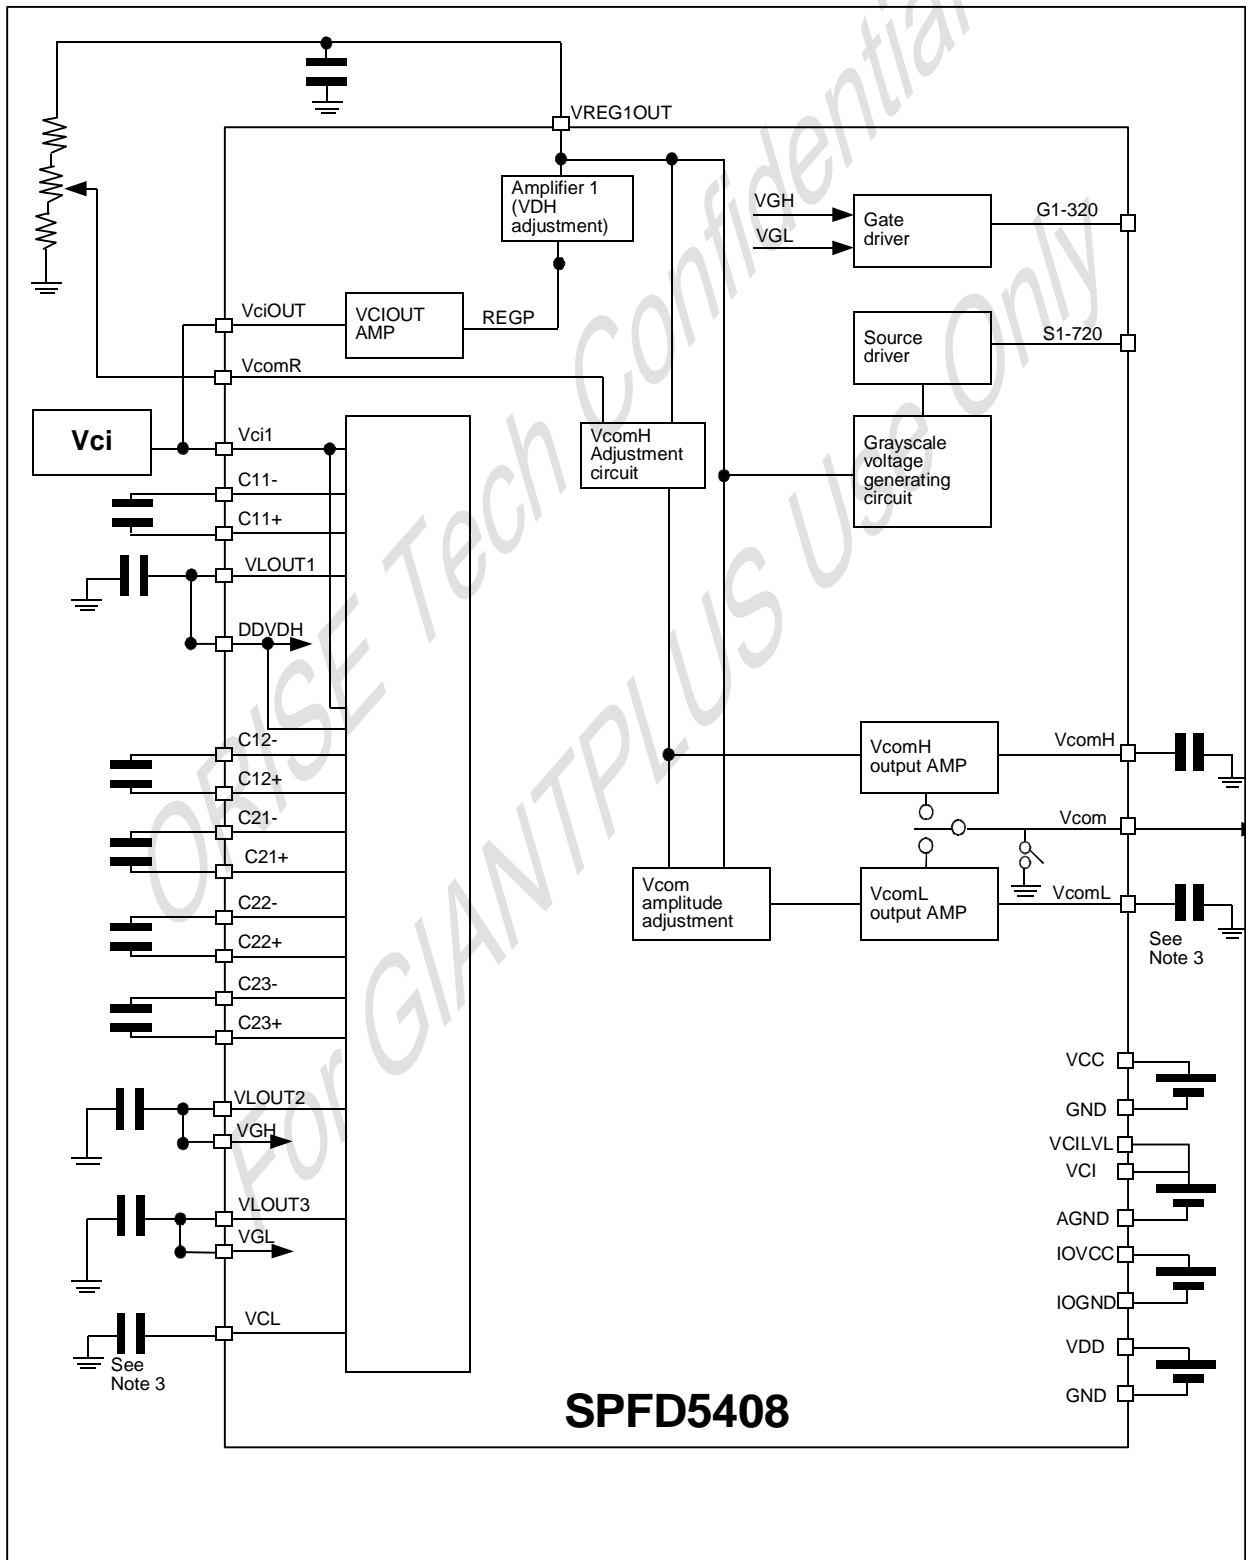 VREG1OUT
Amplifier 1
(VDH
adjustment)
VGH
VGL
Gate
driver
G1-320
VciOUT
VCIOUT
AMP
REGP
Source
driver
S1-720
VcomR
Vci
Vci1
VcomH
Adjustment
circuit
Grayscale
voltage
generating
circuit
C11-
C11+
VLOUT1
DDVDH
C12-
C12+
C21-
C21+
C22-
C22+
C23-
C23+
VcomH
output AMP
VcomH
Vcom
Vcom
amplitude
adjustment
VcomL
output AMP
VcomL
See
Note 3
VLOUT2
VGH
VLOUT3
VGL
VCL
See
Note 3
VCC
GND
VCILVL
VCI
AGND
IOVCC
IOGND
VDD
GND
SPFD5408
ORISE Tech Confidential
For GIANTPLUS Use Only